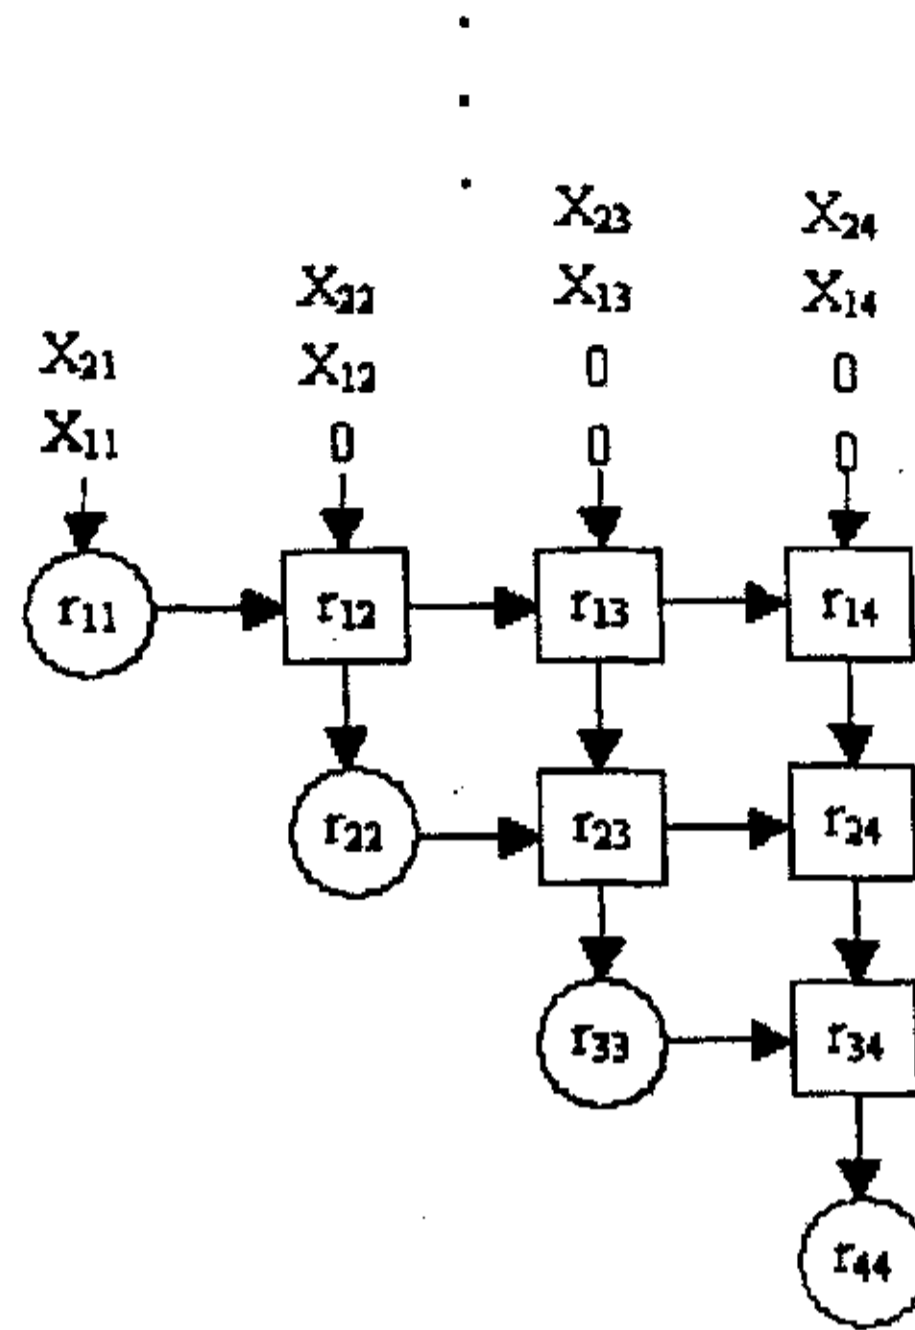 X₂₃ X₂₄
X₂₂ X₁₃ X₁₄
X₂₁ X₁₂ 0 0
X₁₁ 0 0 0
r₁₁ r₁₂ r₁₃ r₁₄
r₂₂ r₂₃ r₂₄
r₃₃ r₃₄
r₄₄